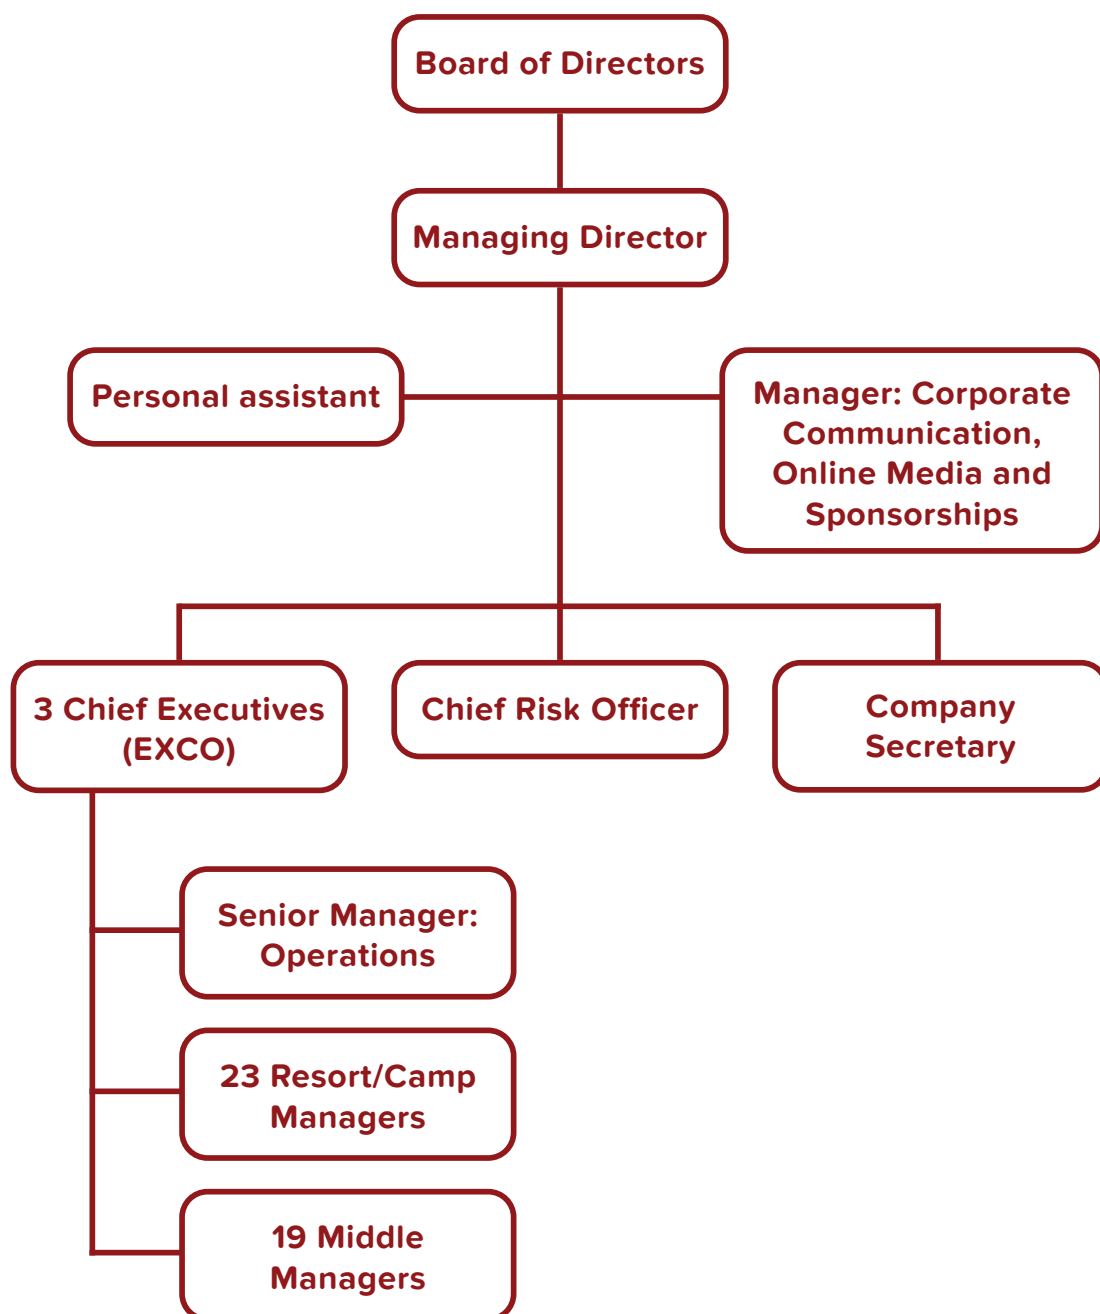 Board of Directors
Managing Director
Personal assistant
Manager: Corporate
Communication,
Online Media and
Sponsorships
3 Chief Executives
(EXCO)
Chief Risk Officer
Company
Secretary
Senior Manager:
Operations
23 Resort/Camp
Managers
19 Middle
Managers